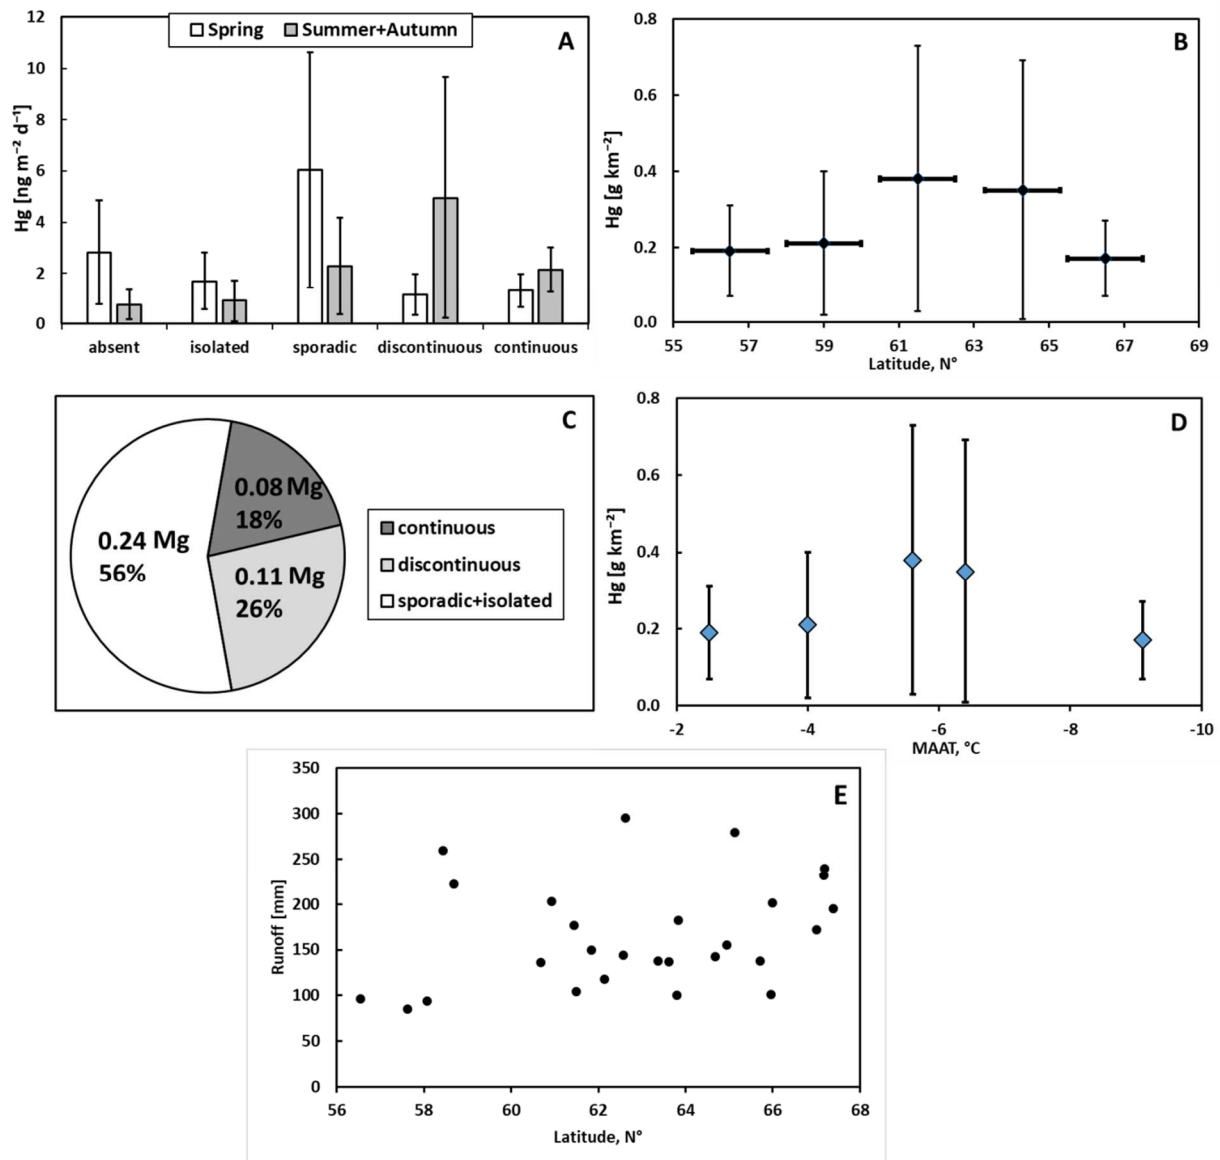 12
10
8
6
4
2
0
Hg [ng m⁻² d⁻¹]
Spring Summer+Autumn
A
absent isolated sporadic discontinuous continuous
0.8
0.6
0.4
0.2
0.0
Hg [g km⁻²]
B
55 57 59 61 63 65 67 69
Latitude, N°
C
0.08 Mg
18%
0.24 Mg
56%
0.11 Mg
26%
continuous
discontinuous
sporadic+isolated
0.8
0.6
0.4
0.2
0.0
Hg [g km⁻²]
D
-2 -4 -6 -8 -10
MAAT, °C
350
300
250
200
150
100
50
0
Runoff [mm]
E
56 58 60 62 64 66 68
Latitude, N°